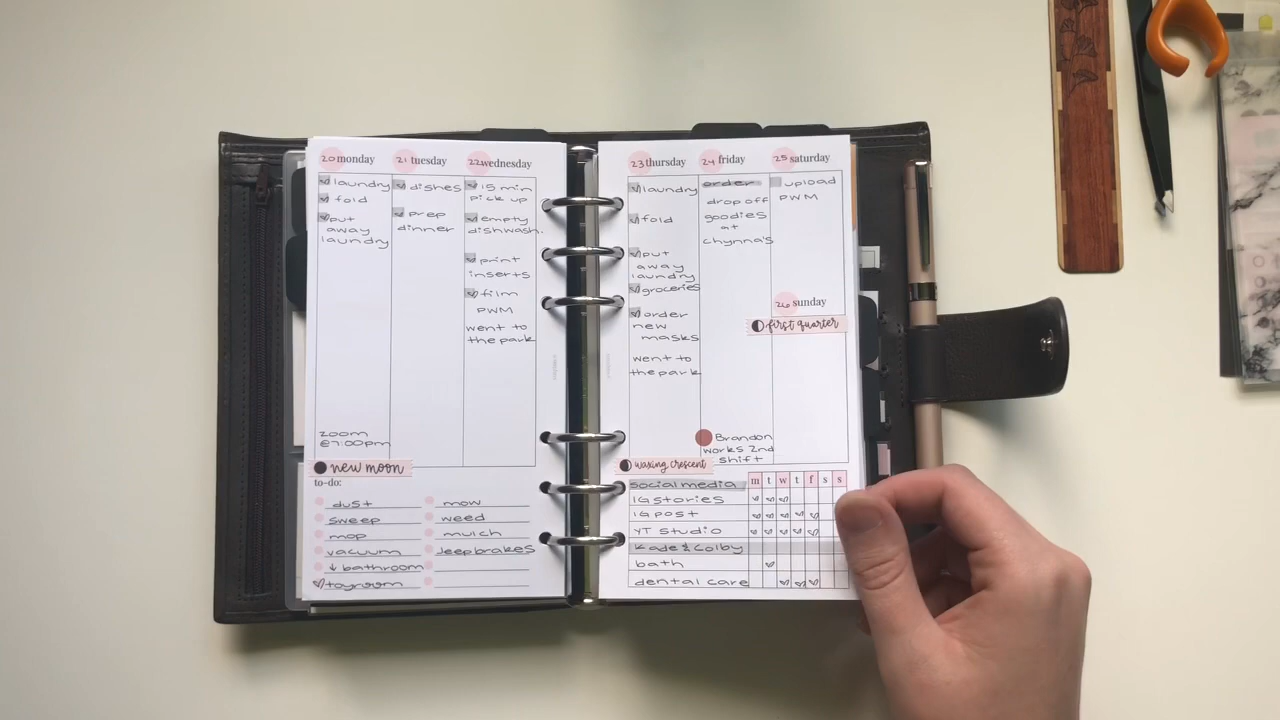 20 monday
laundry
fold
put
away
laundry
zoom
@7:00pm
new moon
21 tuesday
dishes
prep
dinner
22 wednesday
15 min
pick up
empty
dishwash.
print
inserts
film
PWM
went to
the park
to-do:
dust
sweep
mop
vacuum
↓ bathroom
toyroom
mow
weed
mulch
Jeep brakes
23 thursday
laundry
fold
put
away
laundry
groceries
order
new
masks
went to
the park
waxing crescent
24 friday
order
drop off
goodies
at
chynna's
Brandon
works 2nd
shift
25 saturday
upload
PWM
26 sunday
first quarter
social media m t w t f s s
IG stories
IG post
YT studio
Kade & Colby
bath
dental care